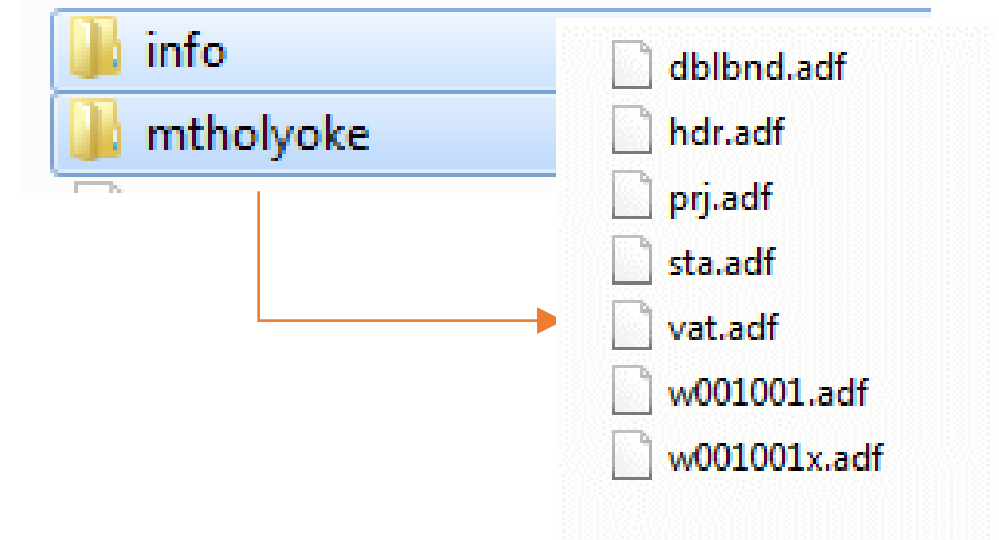 info
mtholyoke
dblbnd.adf
hdr.adf
prj.adf
sta.adf
vat.adf
w001001.adf
w001001x.adf